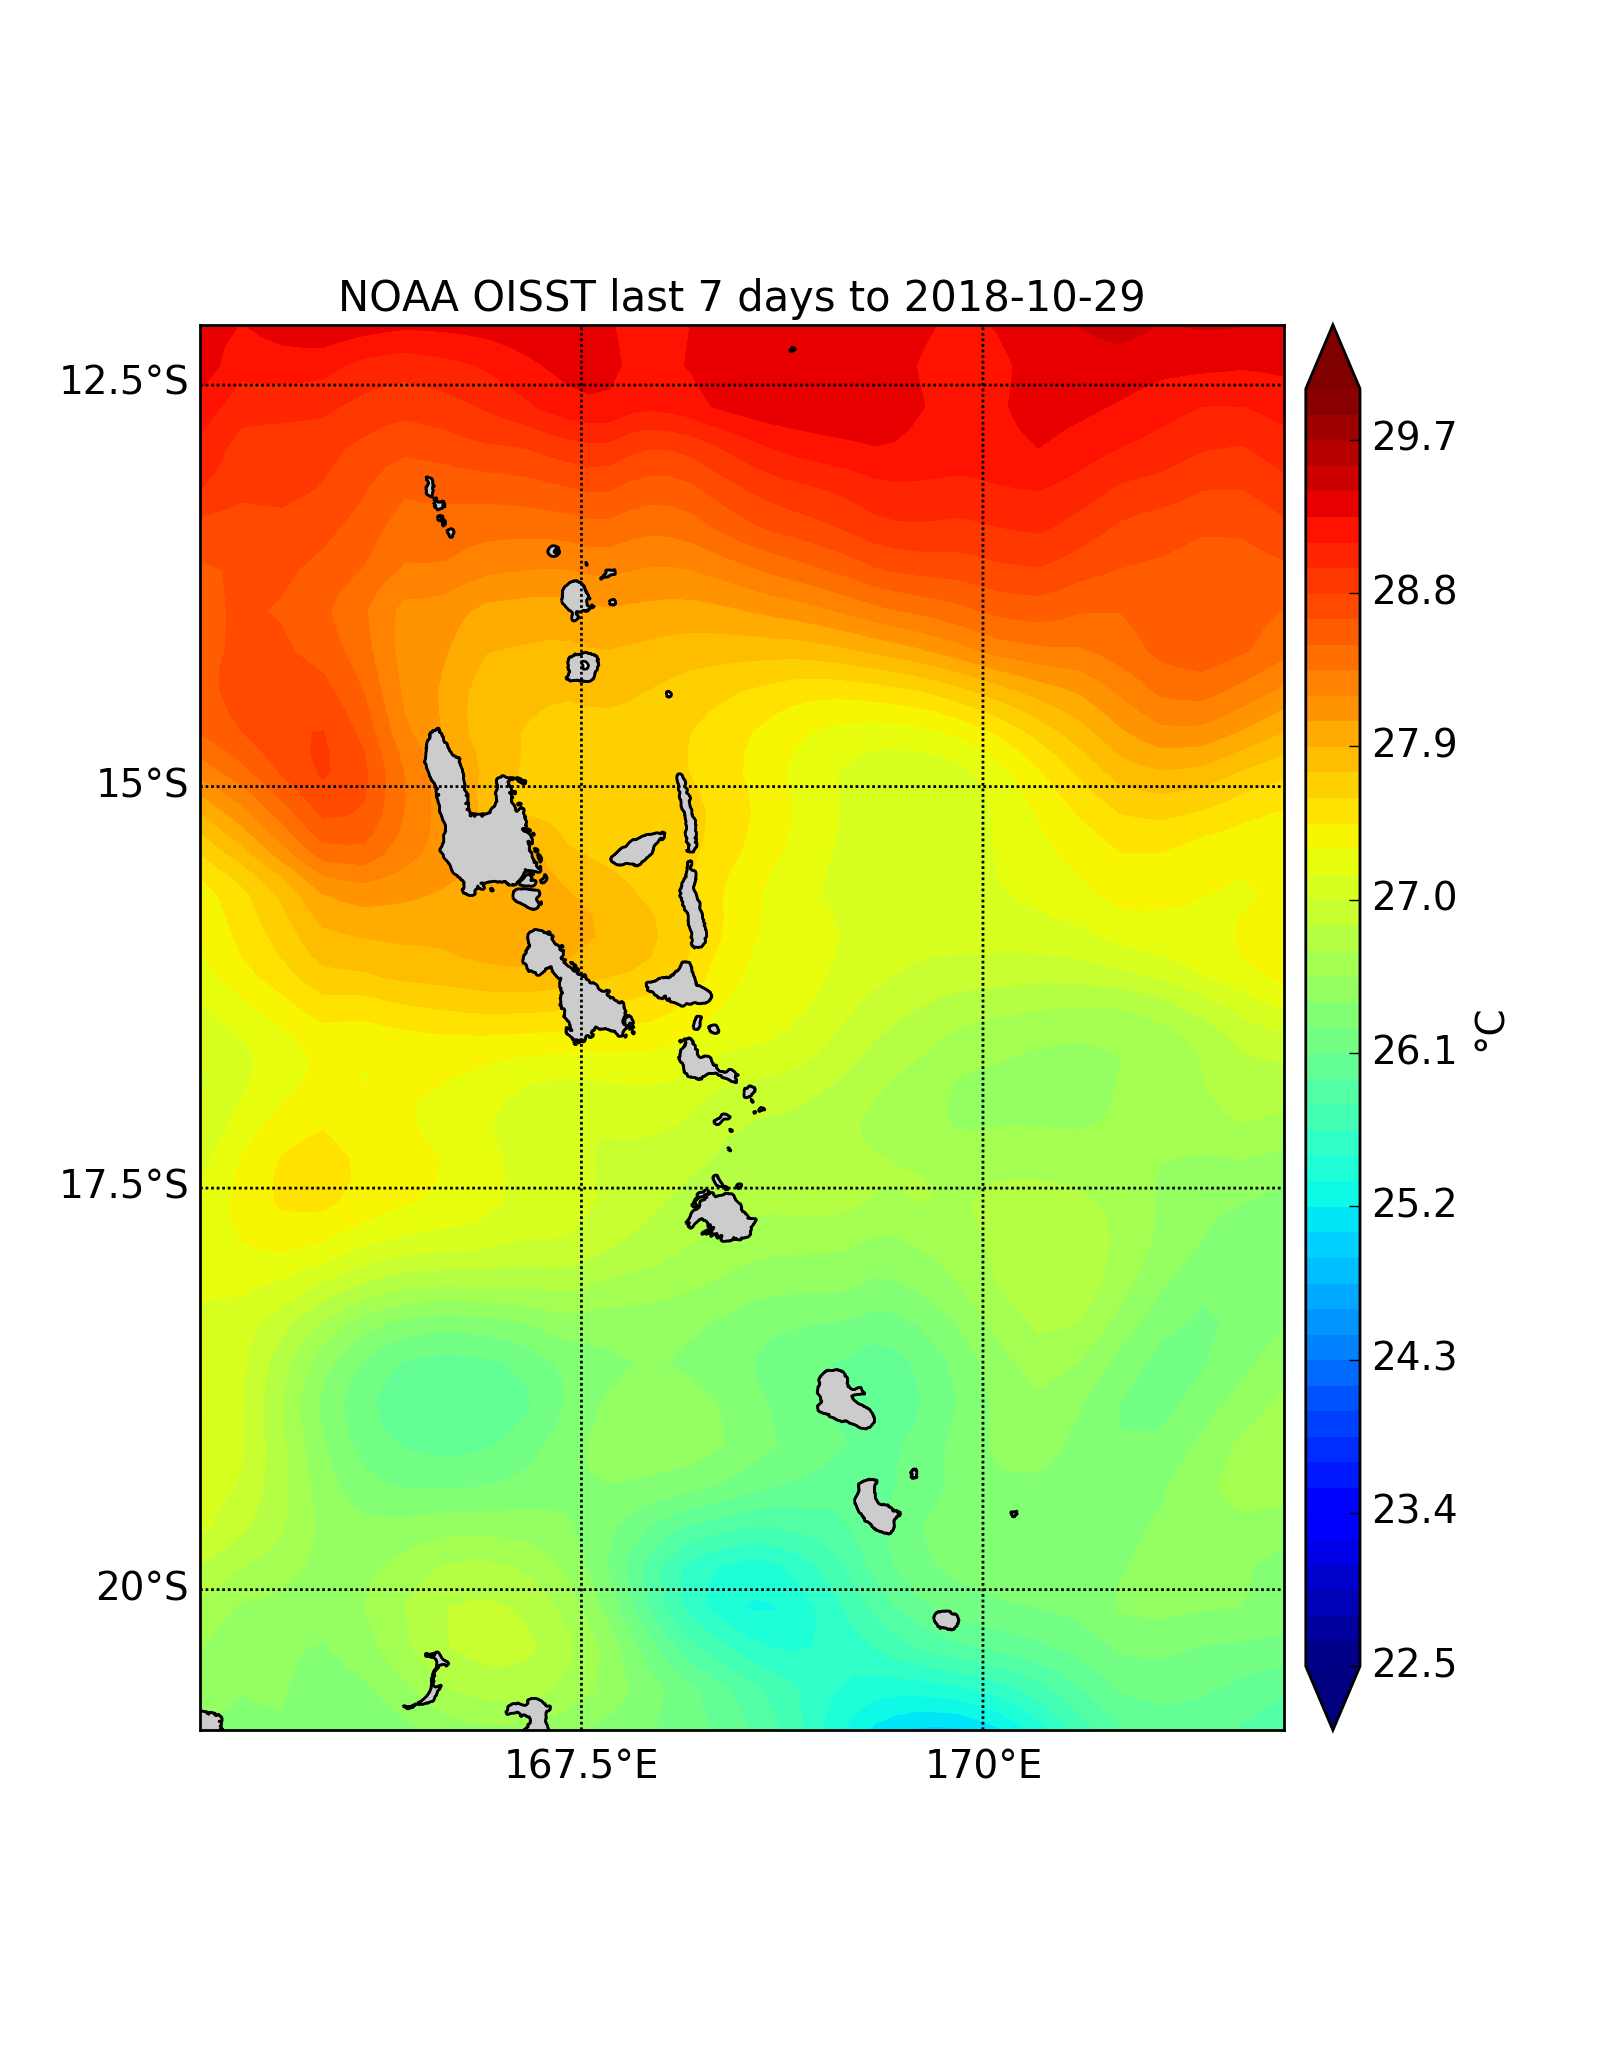 NOAA OISST last 7 days to 2018-10-29
12.5°S
15°S
17.5°S
20°S
167.5°E
170°E
29.7
28.8
27.9
27.0
26.1
25.2
24.3
23.4
22.5
°C